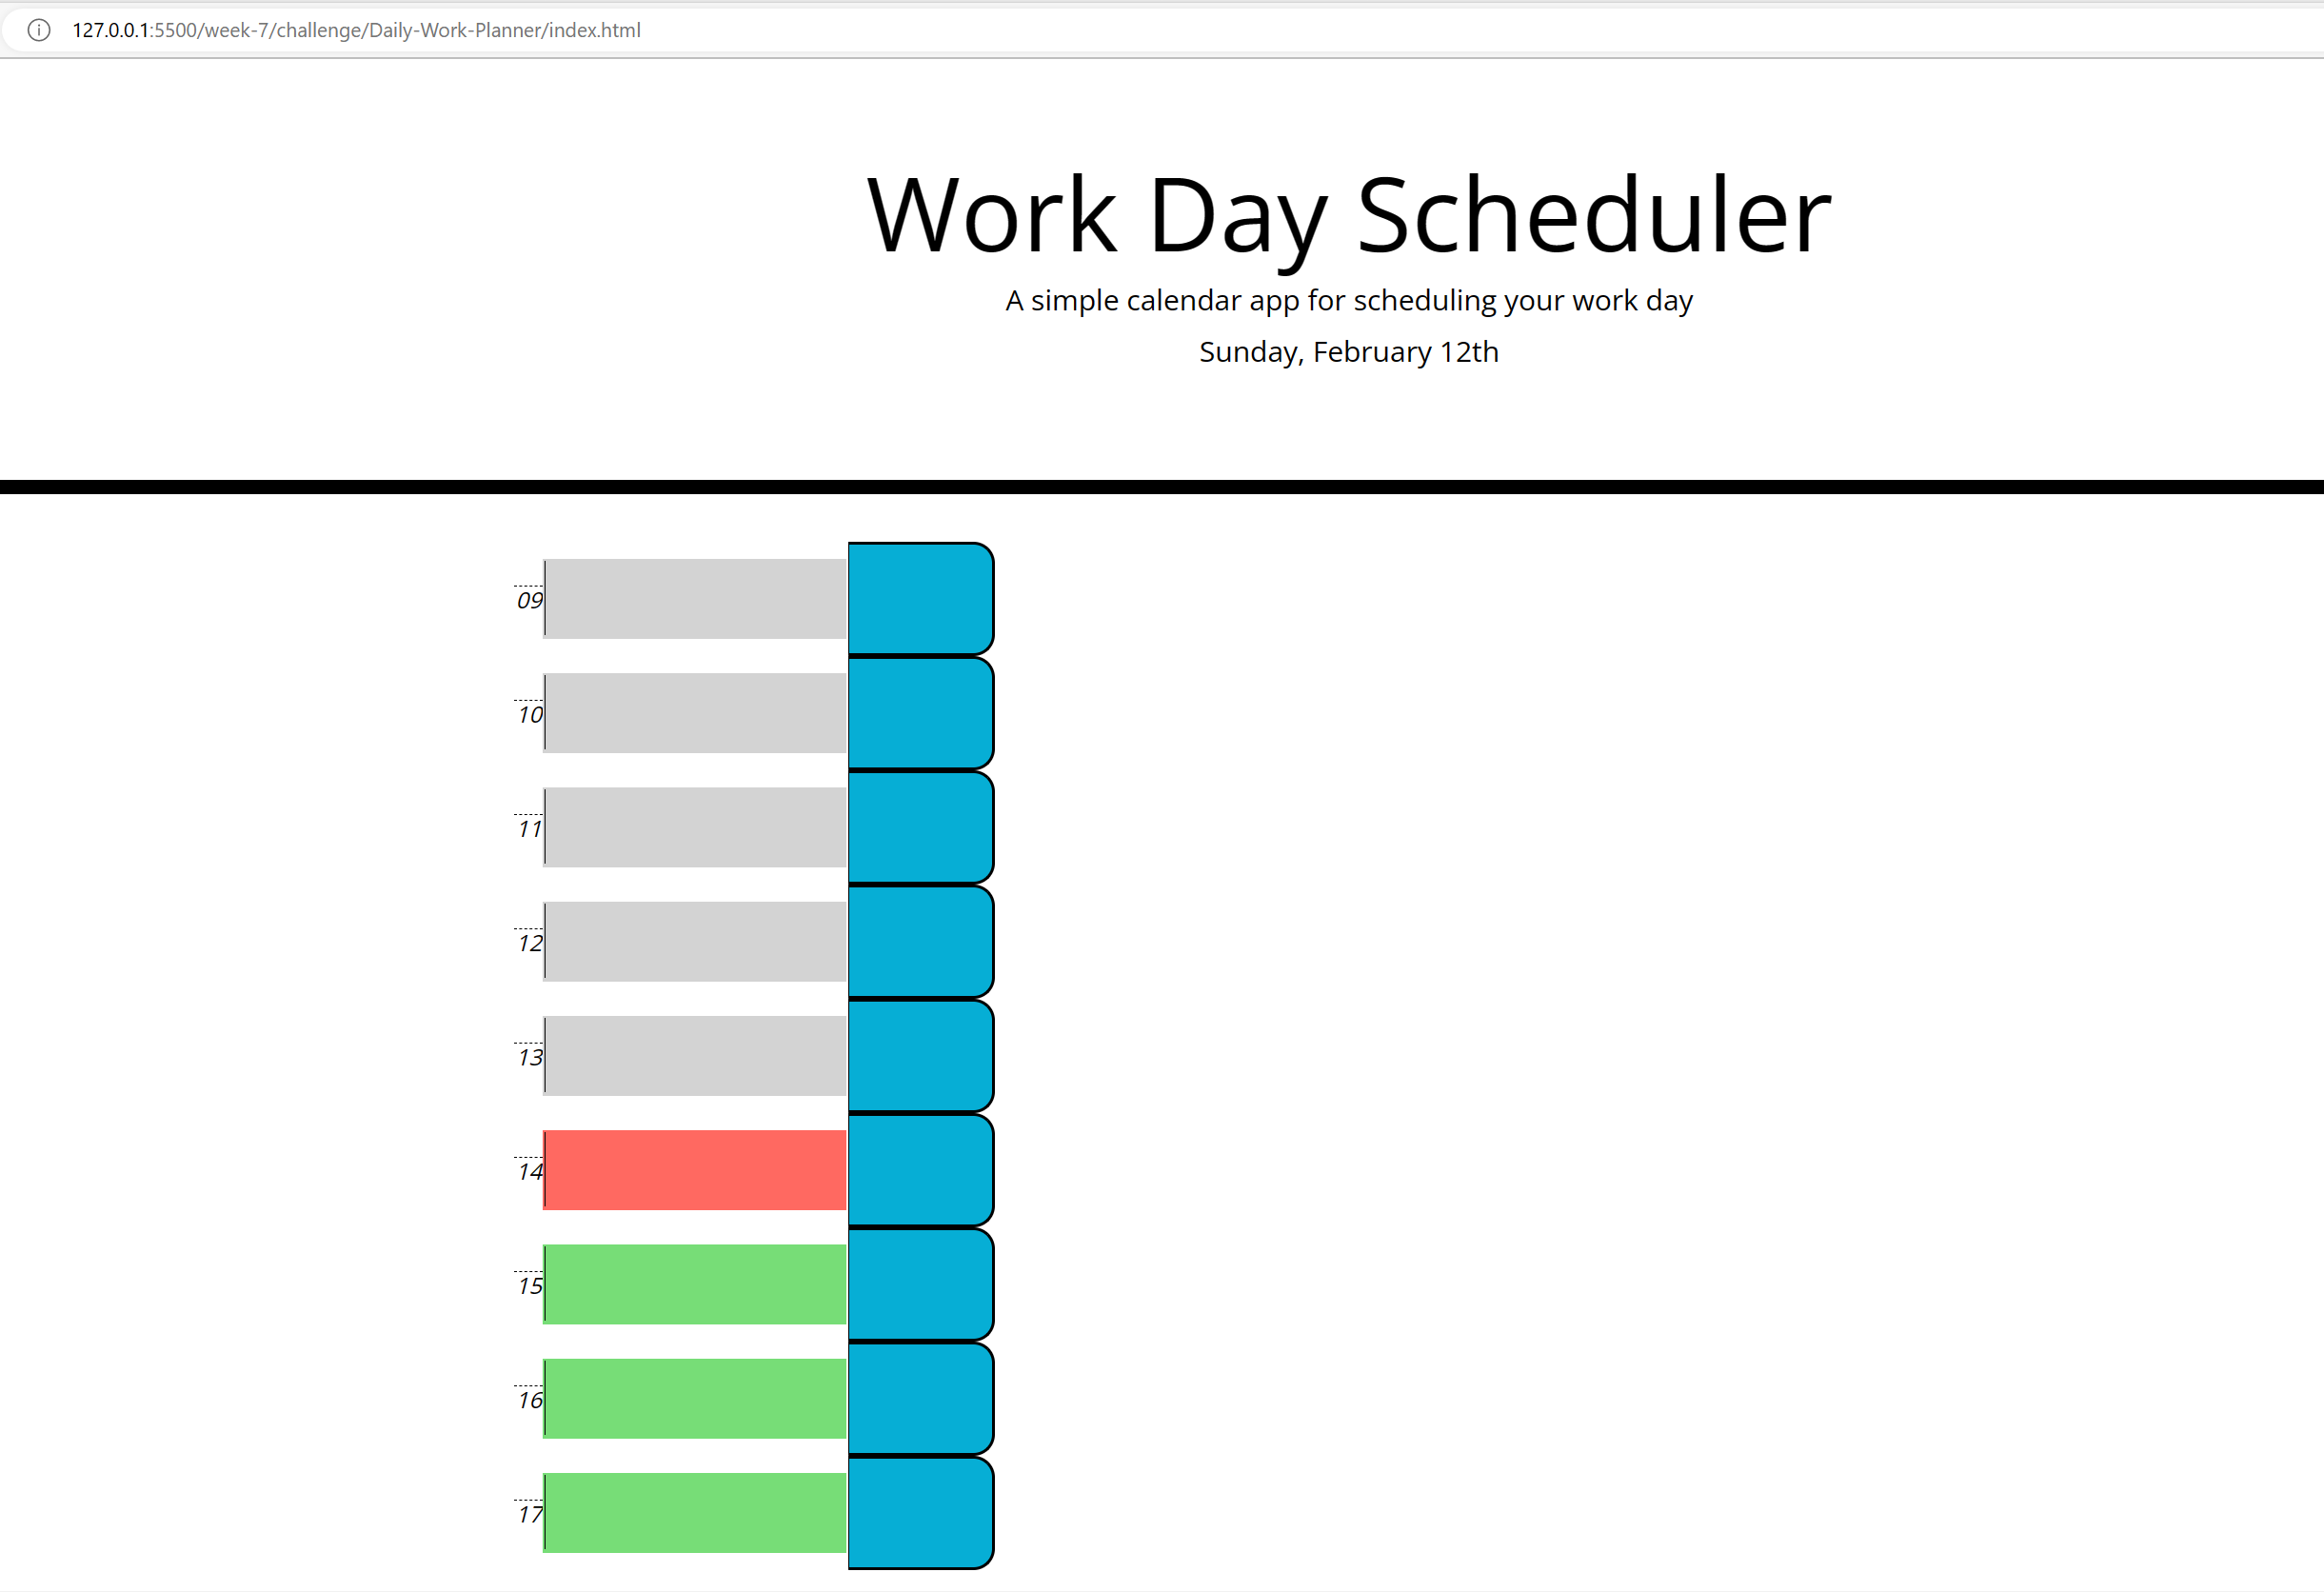 127.0.0.1:5500/week-7/challenge/Daily-Work-Planner/index.html
Work Day Scheduler
A simple calendar app for scheduling your work day
Sunday, February 12th
09
10
11
12
13
14
15
16
17